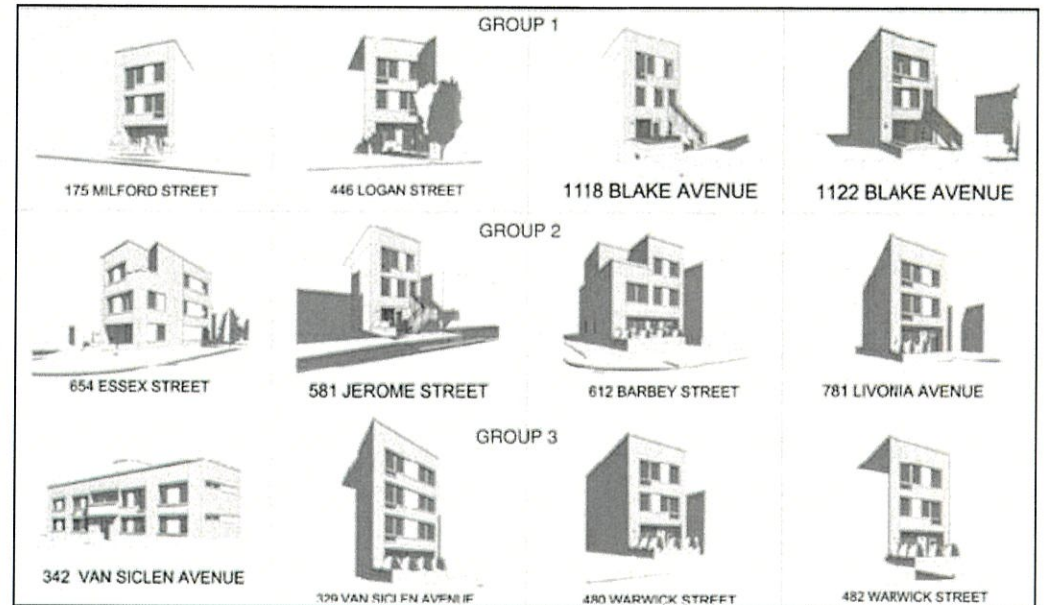 GROUP 1
175 MILFORD STREET
446 LOGAN STREET
1118 BLAKE AVENUE
1122 BLAKE AVENUE
GROUP 2
654 ESSEX STREET
581 JEROME STREET
612 BARBEY STREET
781 LIVONIA AVENUE
GROUP 3
342 VAN SICLEN AVENUE
329 VAN SICLEN AVENUE
480 WARWICK STREET
482 WARWICK STREET